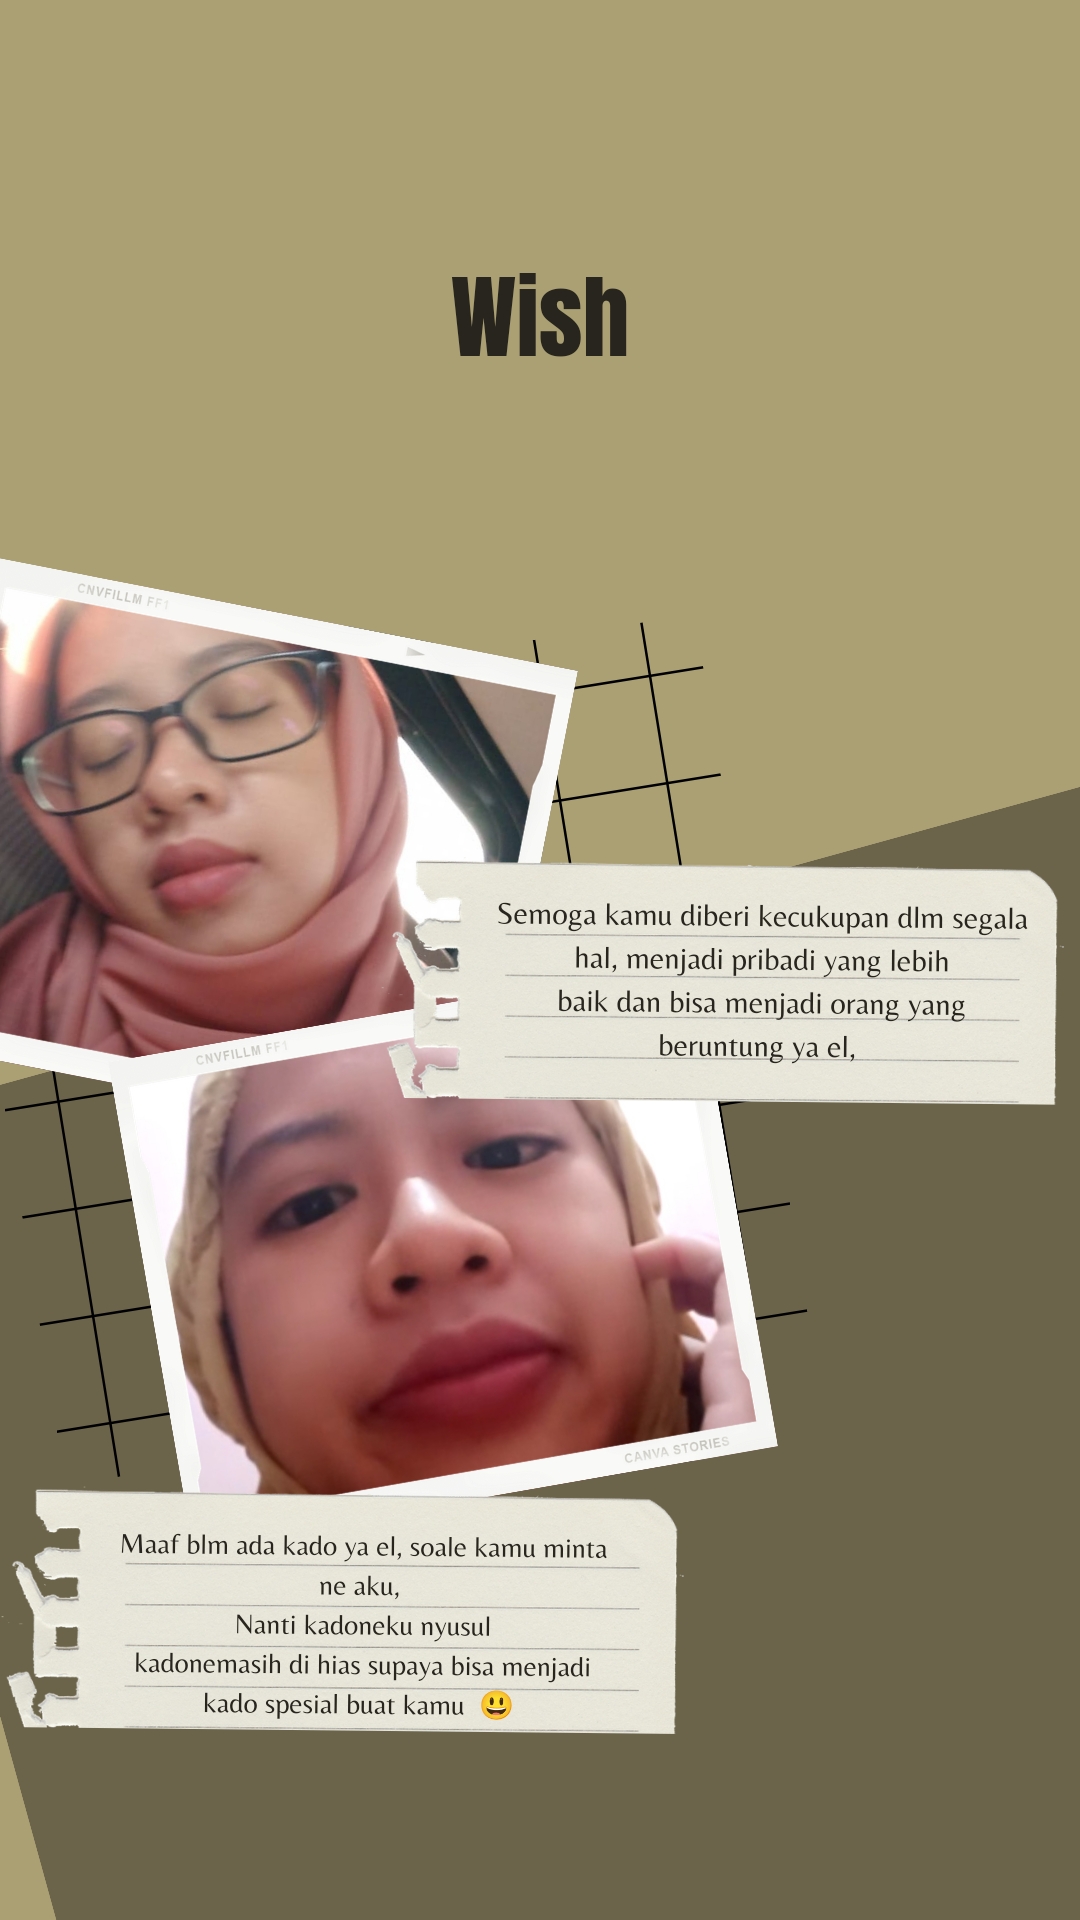 Wish
CNVFILLM FF1
Semoga kamu diberi kecukupan dlm segala
hal, menjadi pribadi yang lebih
baik dan bisa menjadi orang yang
beruntung ya el,
CNVFILLM FF1
CANVA STORIES
Maaf blm ada kado ya el, soale kamu minta
ne aku,
Nanti kadoneku nyusul
kadonemasih di hias supaya bisa menjadi
kado spesial buat kamu 😃